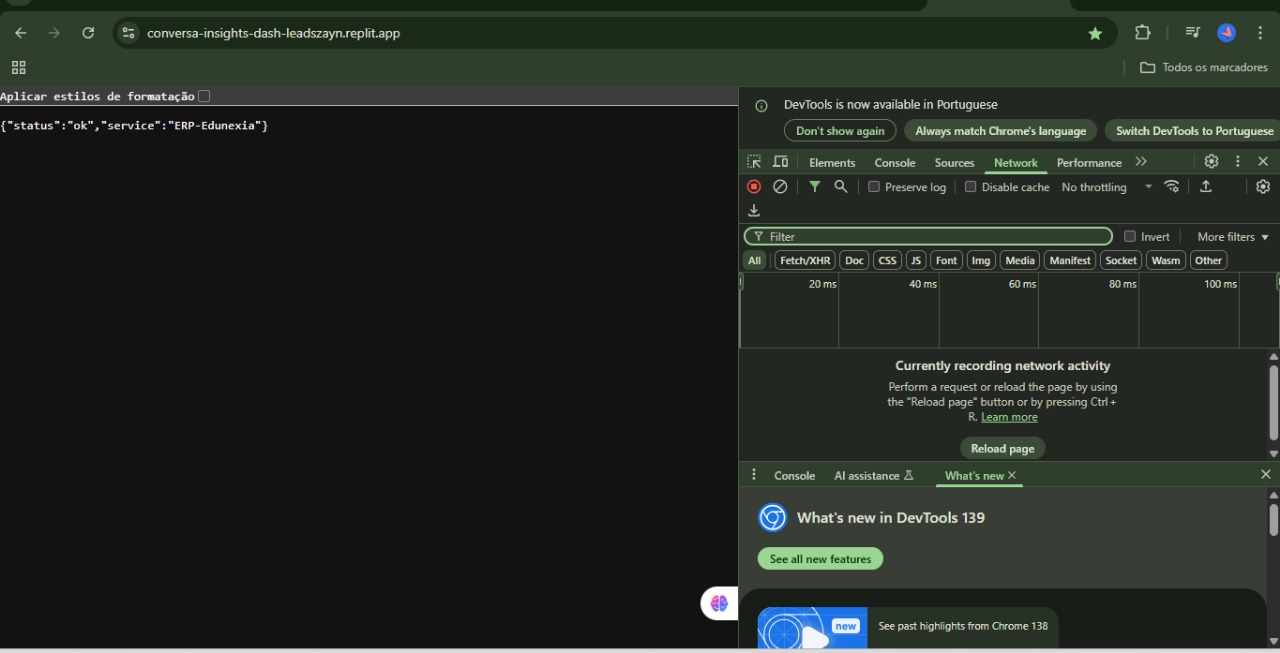 conversa-insights-dash-leadszayn.replit.app
Todos os marcadores
Aplicar estilos de formatação
{"status":"ok","service":"ERP-Edunexia"}
DevTools is now available in Portuguese
Don't show again
Always match Chrome's language
Switch DevTools to Portuguese
Elements
Console
Sources
Network
Performance
Preserve log
Disable cache
No throttling
Filter
Invert
More filters
All
Fetch/XHR
Doc
CSS
JS
Font
Img
Media
Manifest
Socket
Wasm
Other
20 ms
40 ms
60 ms
80 ms
100 ms
Currently recording network activity
Perform a request or reload the page by using
the "Reload page" button or by pressing Ctrl +
R. Learn more
Reload page
Console
AI assistance
What's new
What's new in DevTools 139
See all new features
new
See past highlights from Chrome 138